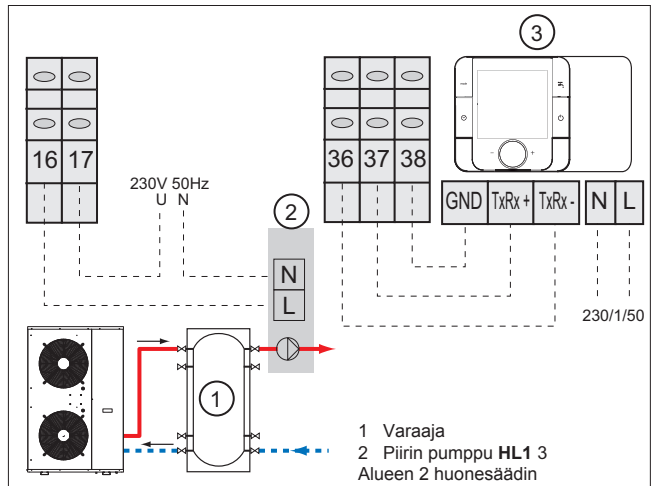 3
16 17
36 37 38
230V 50Hz
U N
2
GND TxRx + TxRx - N L
N
L
230/1/50
1
1 Varaaja
2 Piirin pumppu HL1 3
Alueen 2 huonesäädin